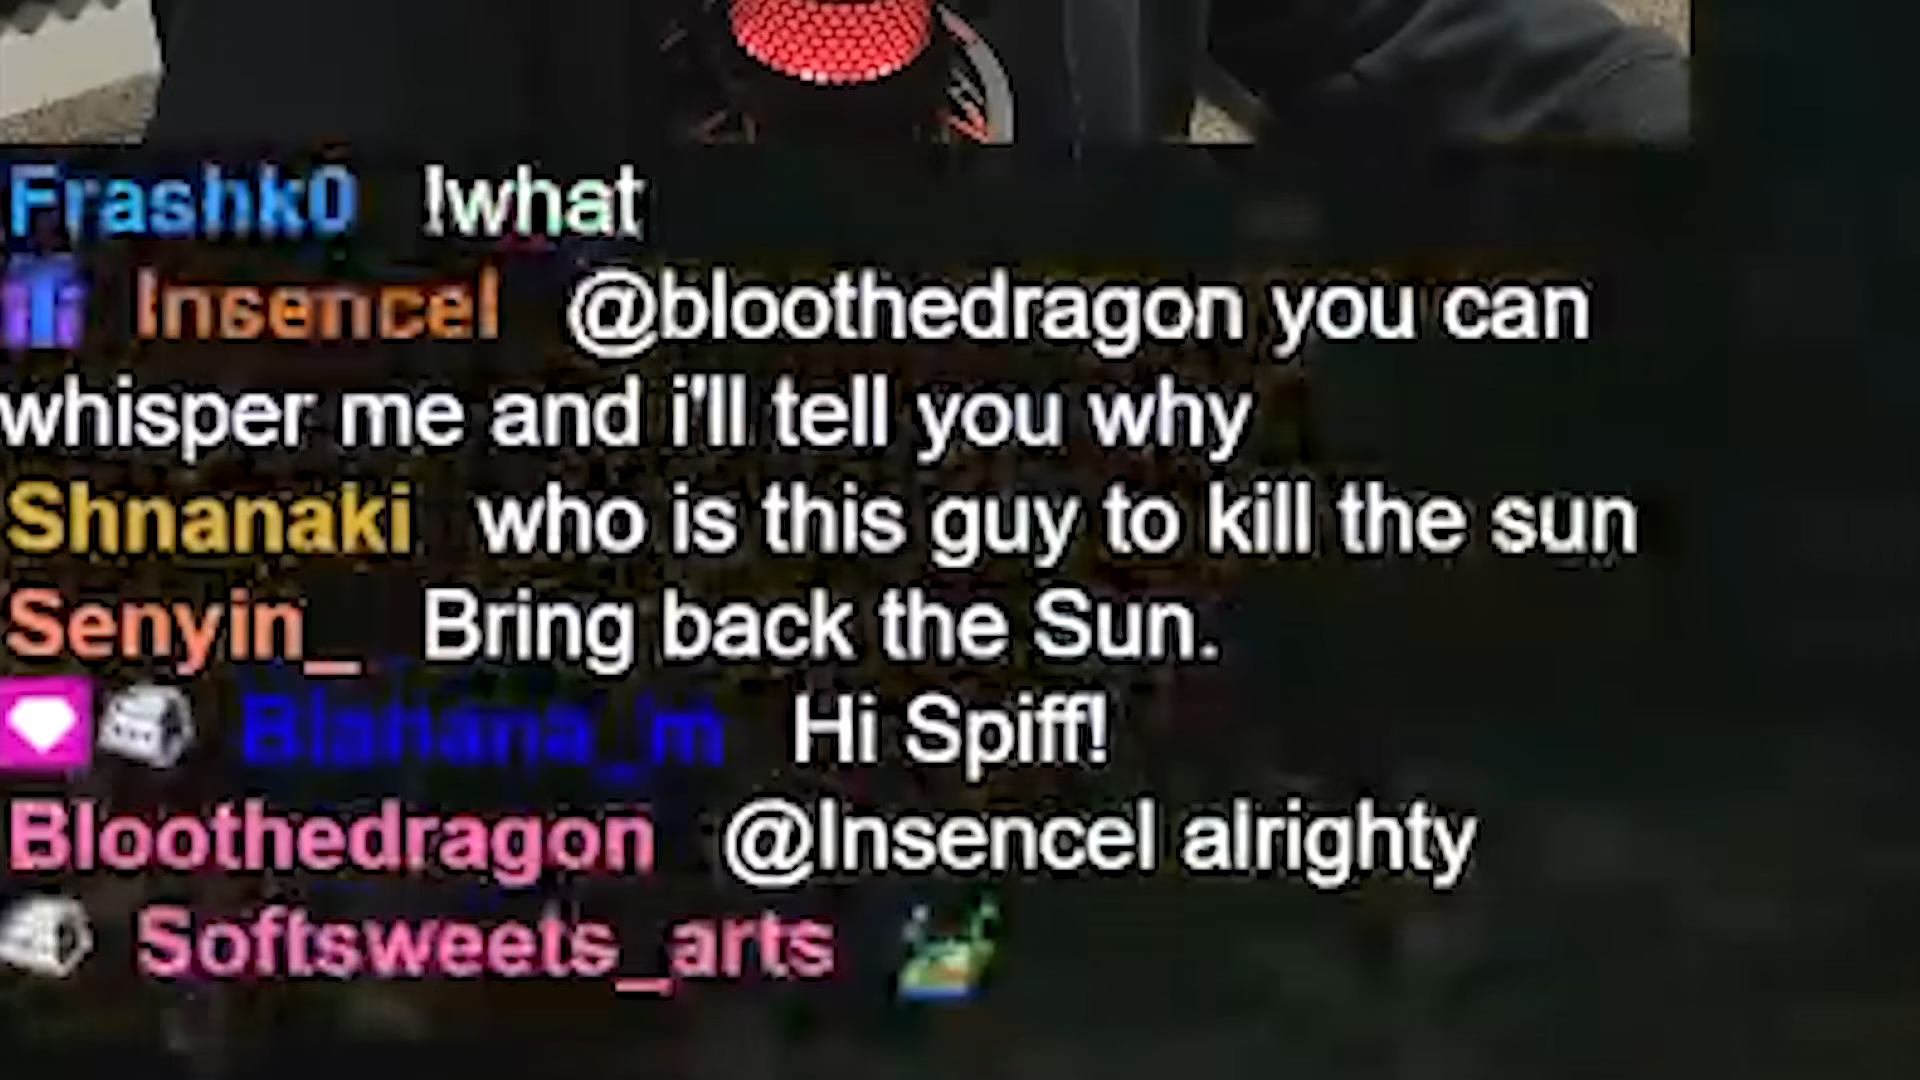 Frashk0 !what
Insencel @bloothedragon you can
whisper me and i'll tell you why
Shnanaki who is this guy to kill the sun
Senyin_ Bring back the Sun.
Hi Spiff!
Bloothedragon @Insencel alrighty
Softsweets_arts